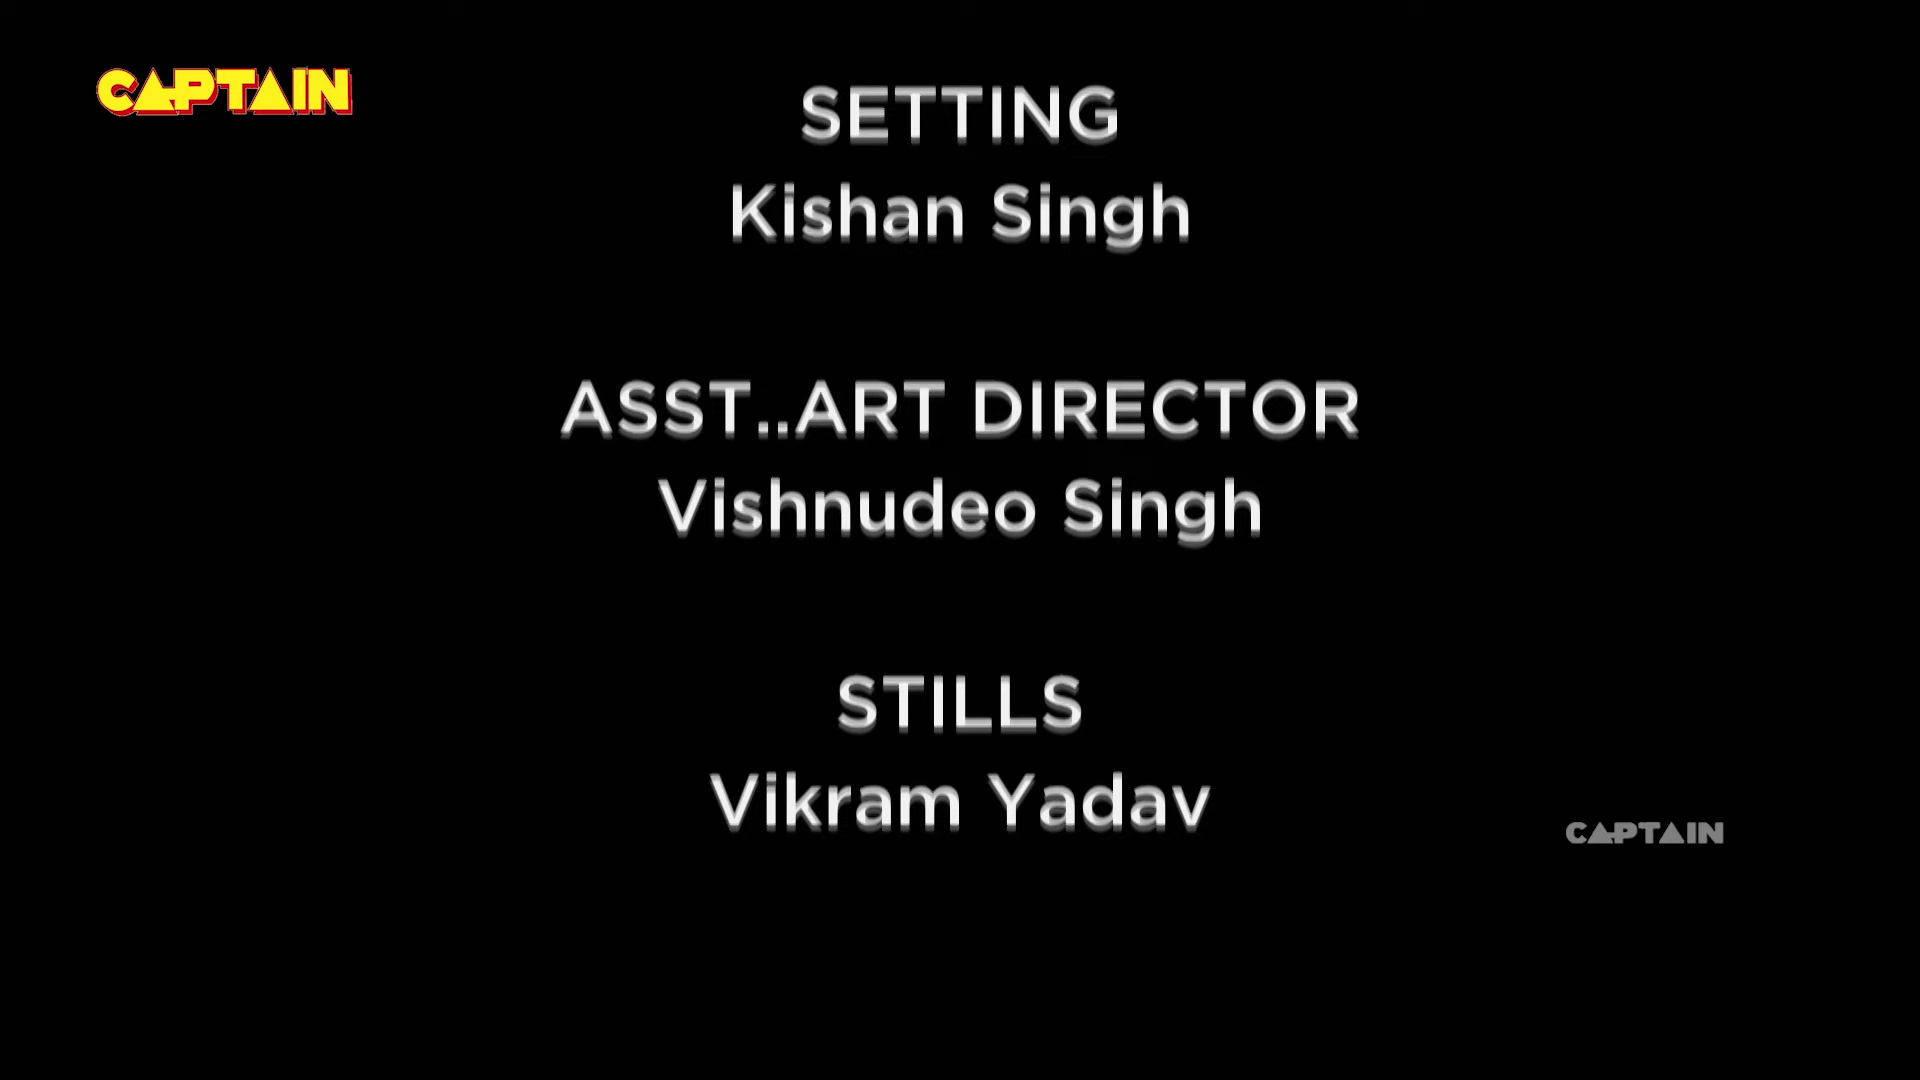 CAPTAIN
SETTING
Kishan Singh
ASST..ART DIRECTOR
Vishnudeo Singh
STILLS
Vikram Yadav
CAPTAIN